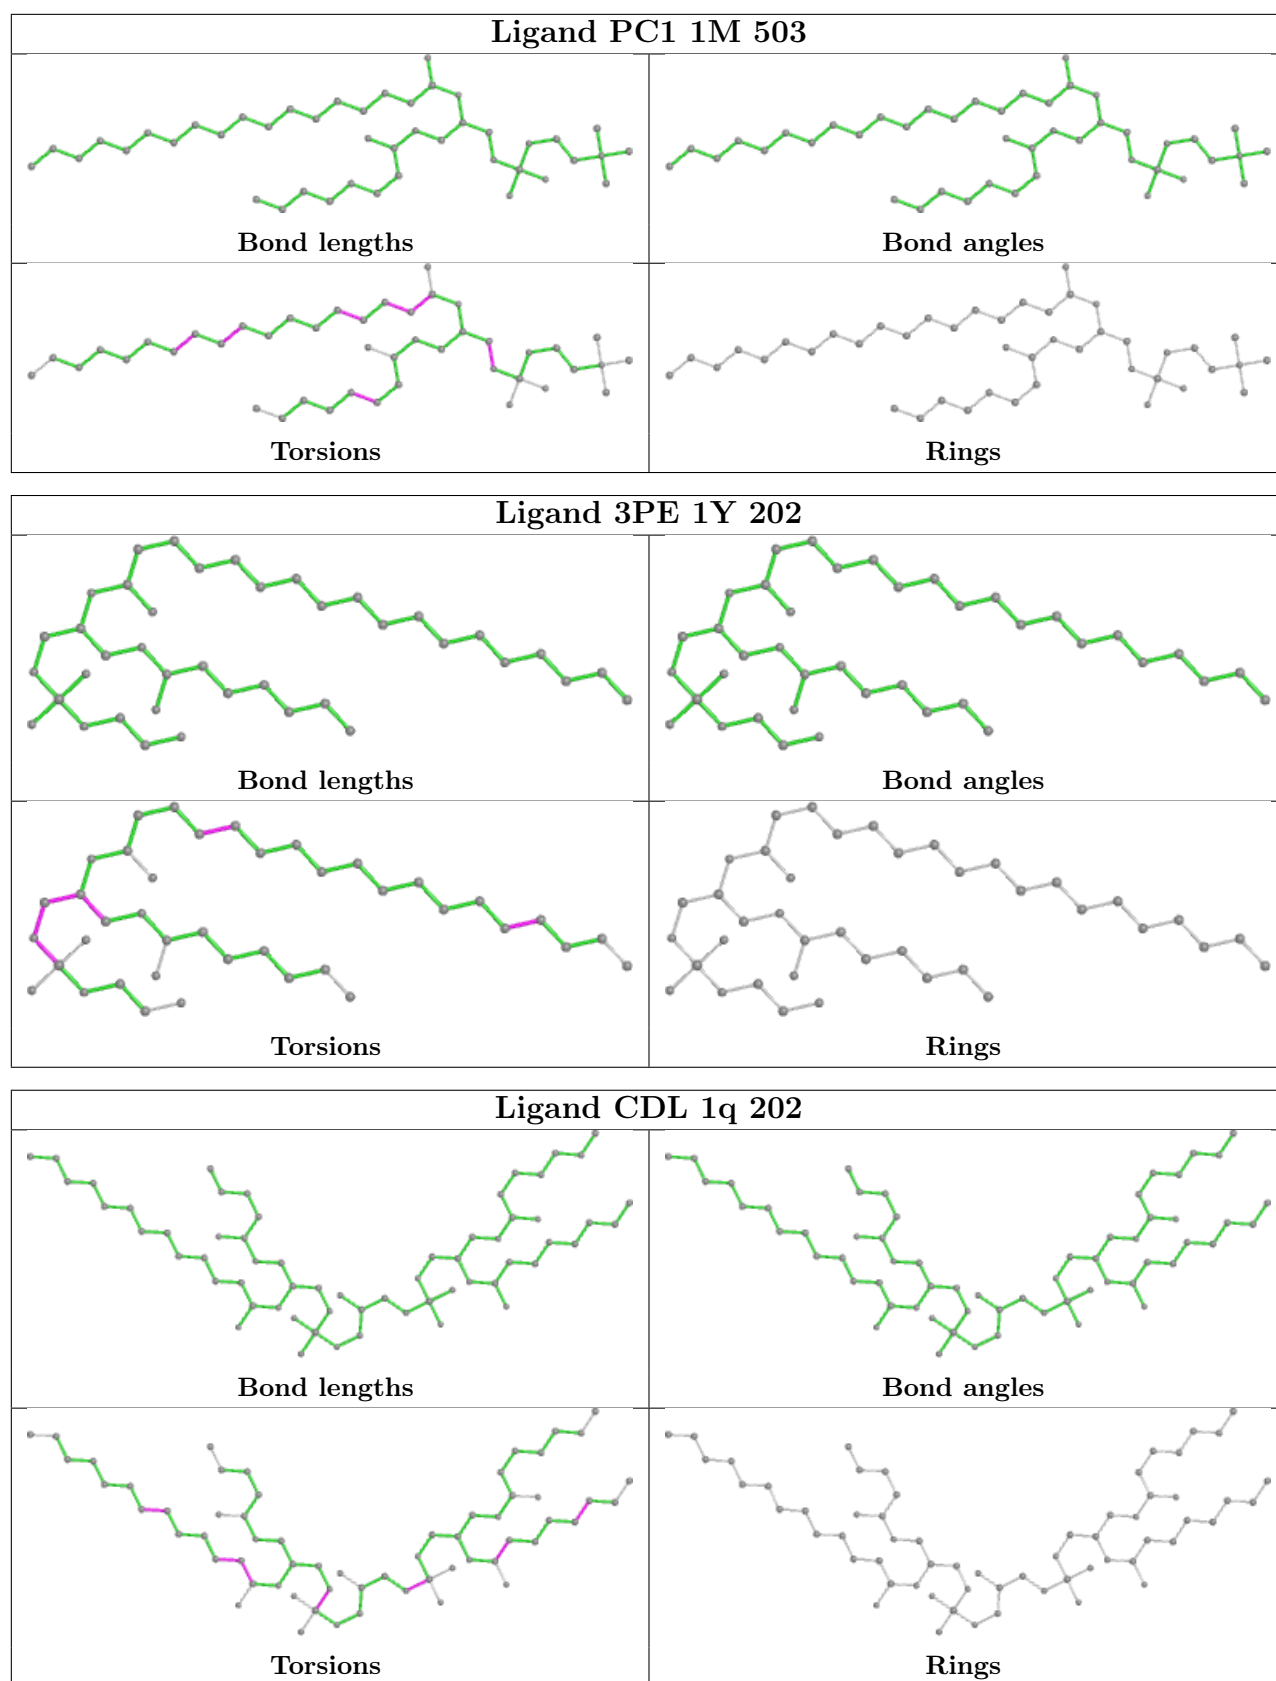 Ligand PC1 1M 503
Bond lengths
Bond angles
Torsions
Rings
Ligand 3PE 1Y 202
Bond lengths
Bond angles
Torsions
Rings
Ligand CDL 1q 202
Bond lengths
Bond angles
Torsions
Rings